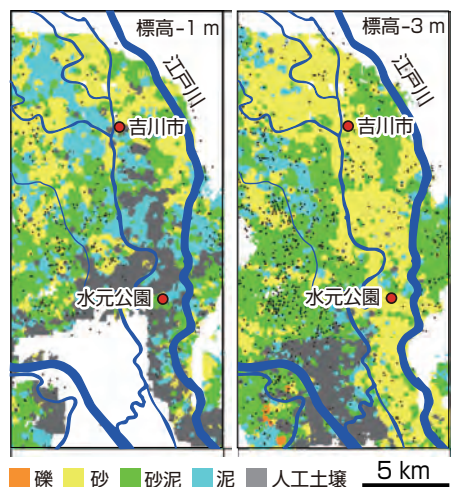 標高-1 m
江戸川
吉川市
水元公園
標高-3 m
江戸川
吉川市
水元公園
礫 砂 砂泥 泥 人工土壌 5 km